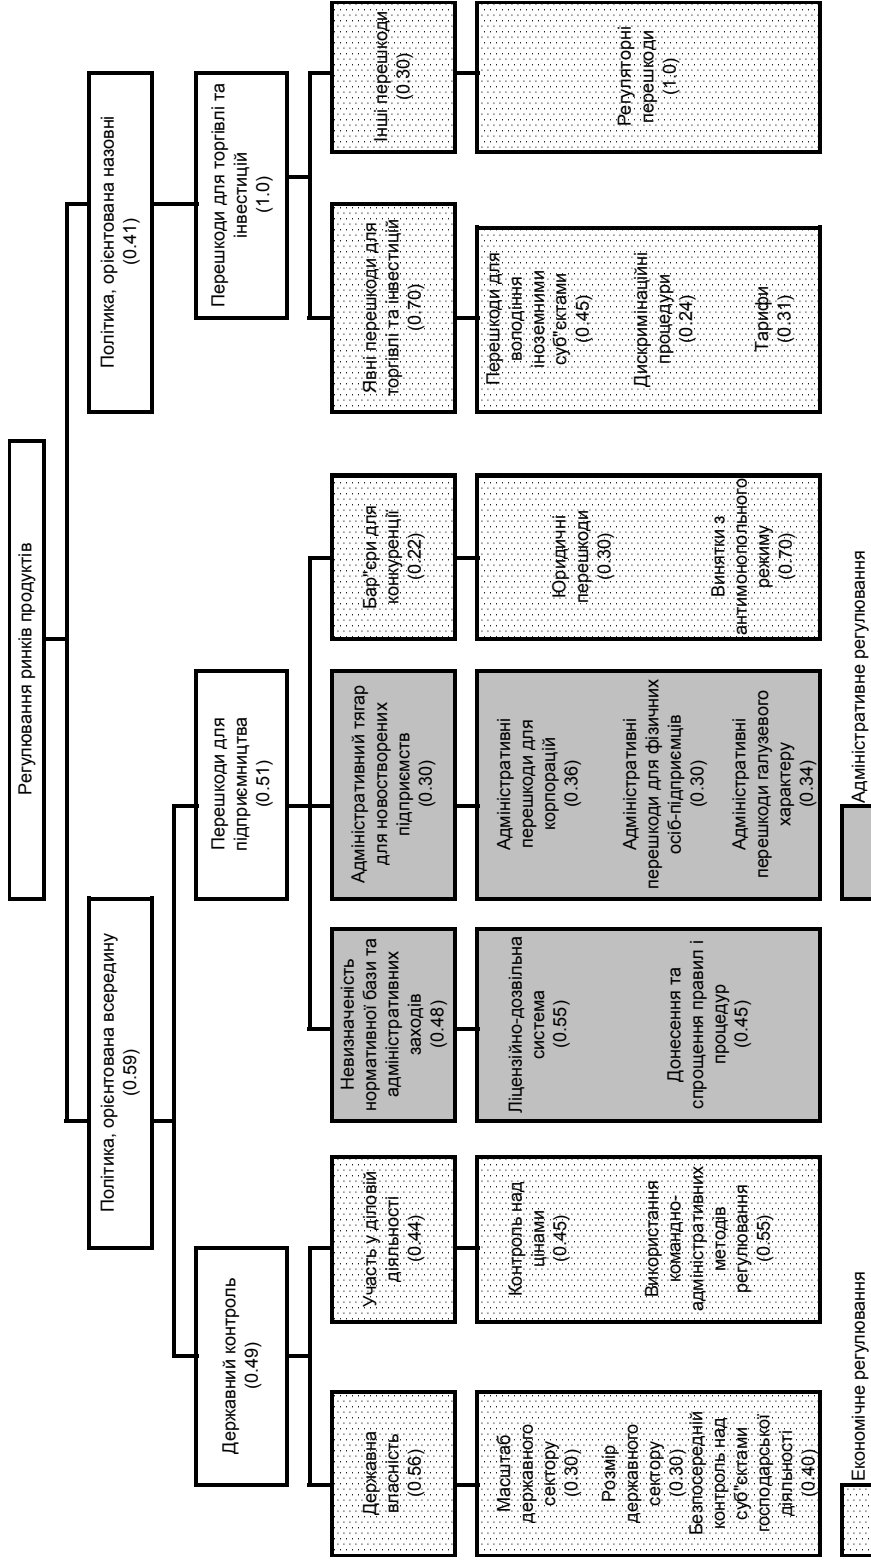 Регулювання ринків продуктів
Політика, орієнтована всередину
(0.59)
Політика, орієнтована назовні
(0.41)
Державний контроль
(0.49)
Перешкоди для
підприємництва
(0.51)
Перешкоди для торгівлі та
інвестицій
(1.0)
Державна
власність
(0.56)
Участь у діловій
діяльності
(0.44)
Невизначеність
нормативної бази та
адміністративних
заходів
(0.48)
Адміністративний тягар
для новостворених
підприємств
(0.30)
Бар"єри для
конкуренції
(0.22)
Явні перешкоди для
торгівлі та інвестицій
(0.70)
Інші перешкоди
(0.30)
Масштаб
державного
сектору
(0.30)
Розмір
державного
сектору
(0.30)
Безпосередній
контроль над
суб"єктами
господарської
діяльності
(0.40)
Контроль над
цінами
(0.45)
Використання
командно-
адміністративних
методів
регулювання
(0.55)
Ліцензійно-дозвільна
система
(0.55)
Донесення та
спрощення правил і
процедур
(0.45)
Адміністративні
перешкоди для
корпорацій
(0.36)
Адміністративні
перешкоди для фізичних
осіб-підприємців
(0.30)
Адміністративні
перешкоди галузевого
характеру
(0.34)
Юридичні
перешкоди
(0.30)
Винятки з
антимонопольного
режиму
(0.70)
Перешкоди для
володіння
іноземними
суб"єктами
(0.45)
Дискримінаційні
процедури
(0.24)
Тарифи
(0.31)
Регуляторні
перешкоди
(1.0)
Економічне регулювання
Адміністративне регулювання